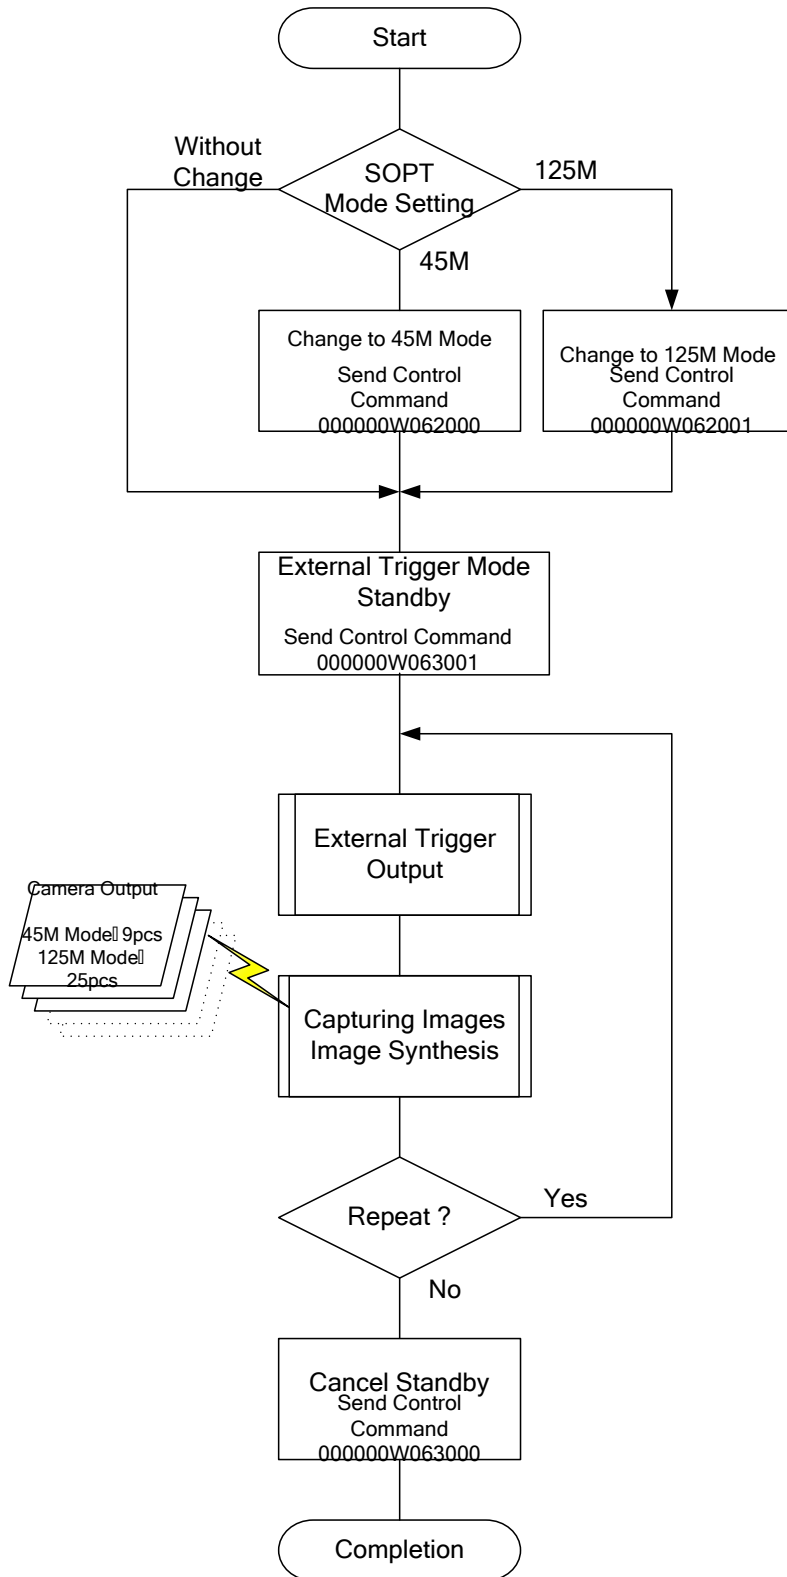 Start
Without
Change
SOPT
Mode Setting
125M
45M
Change to 45M Mode
Send Control
Command
000000W062000
Change to 125M Mode
Send Control
Command
000000W062001
External Trigger Mode
Standby
Send Control Command
000000W063001
External Trigger
Output
Camera Output
45M Mode▯ 9pcs
125M Mode▯
25pcs
Capturing Images
Image Synthesis
Repeat ?
Yes
No
Cancel Standby
Send Control
Command
000000W063000
Completion